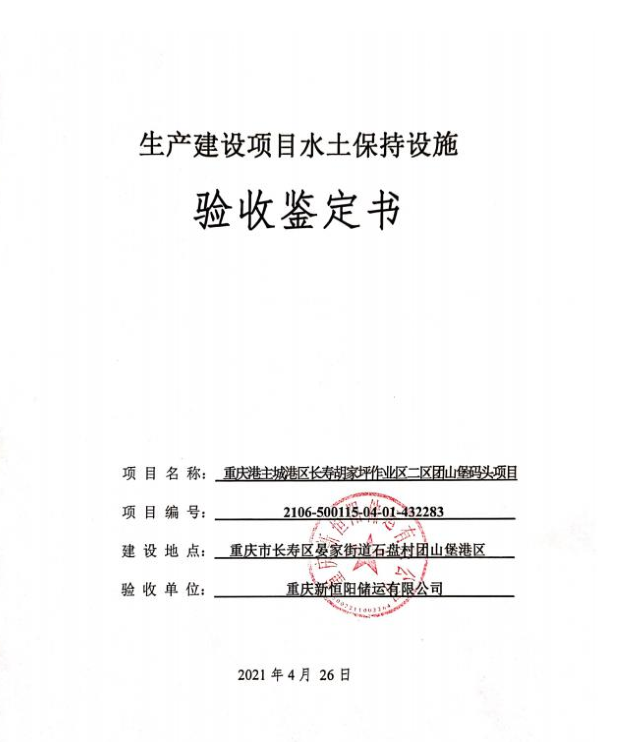 生产建设项目水土保持设施
验收鉴定书
项目名称：重庆港主城港区长寿胡家坪作业区二区团山堡码头项目
项目编号：2106-500115-04-01-432283
建设地点：重庆市长寿区晏家街道石盘村团山堡港区
验收单位：重庆新恒阳储运有限公司
2021年4月 26日